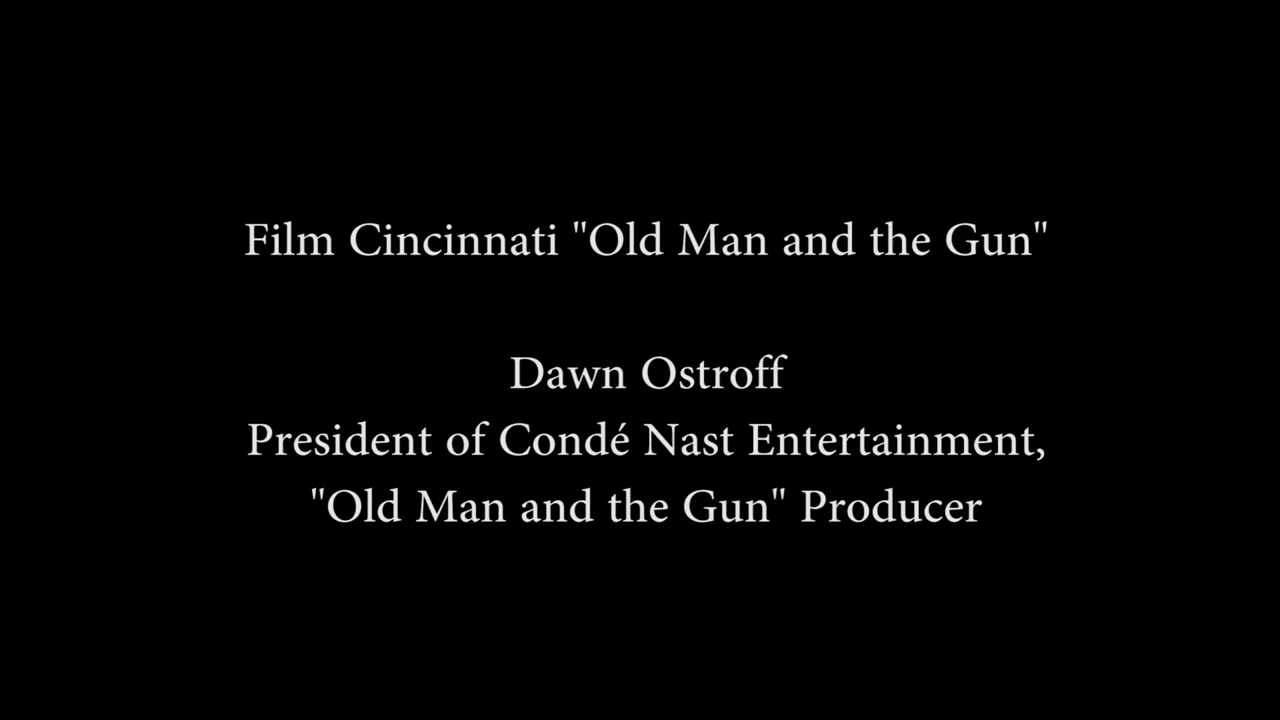 Film Cincinnati "Old Man and the Gun"
Dawn Ostroff
President of Condé Nast Entertainment,
"Old Man and the Gun" Producer